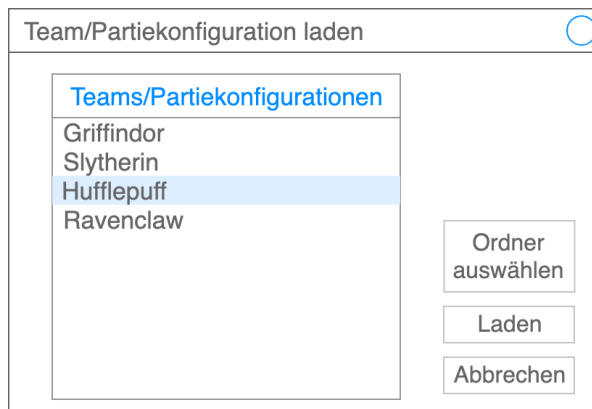 Team/Partiekonfiguration laden
Teams/Partiekonfigurationen
Griffindor
Slytherin
Hufflepuff
Ravenclaw
Ordner
auswählen
Laden
Abbrechen